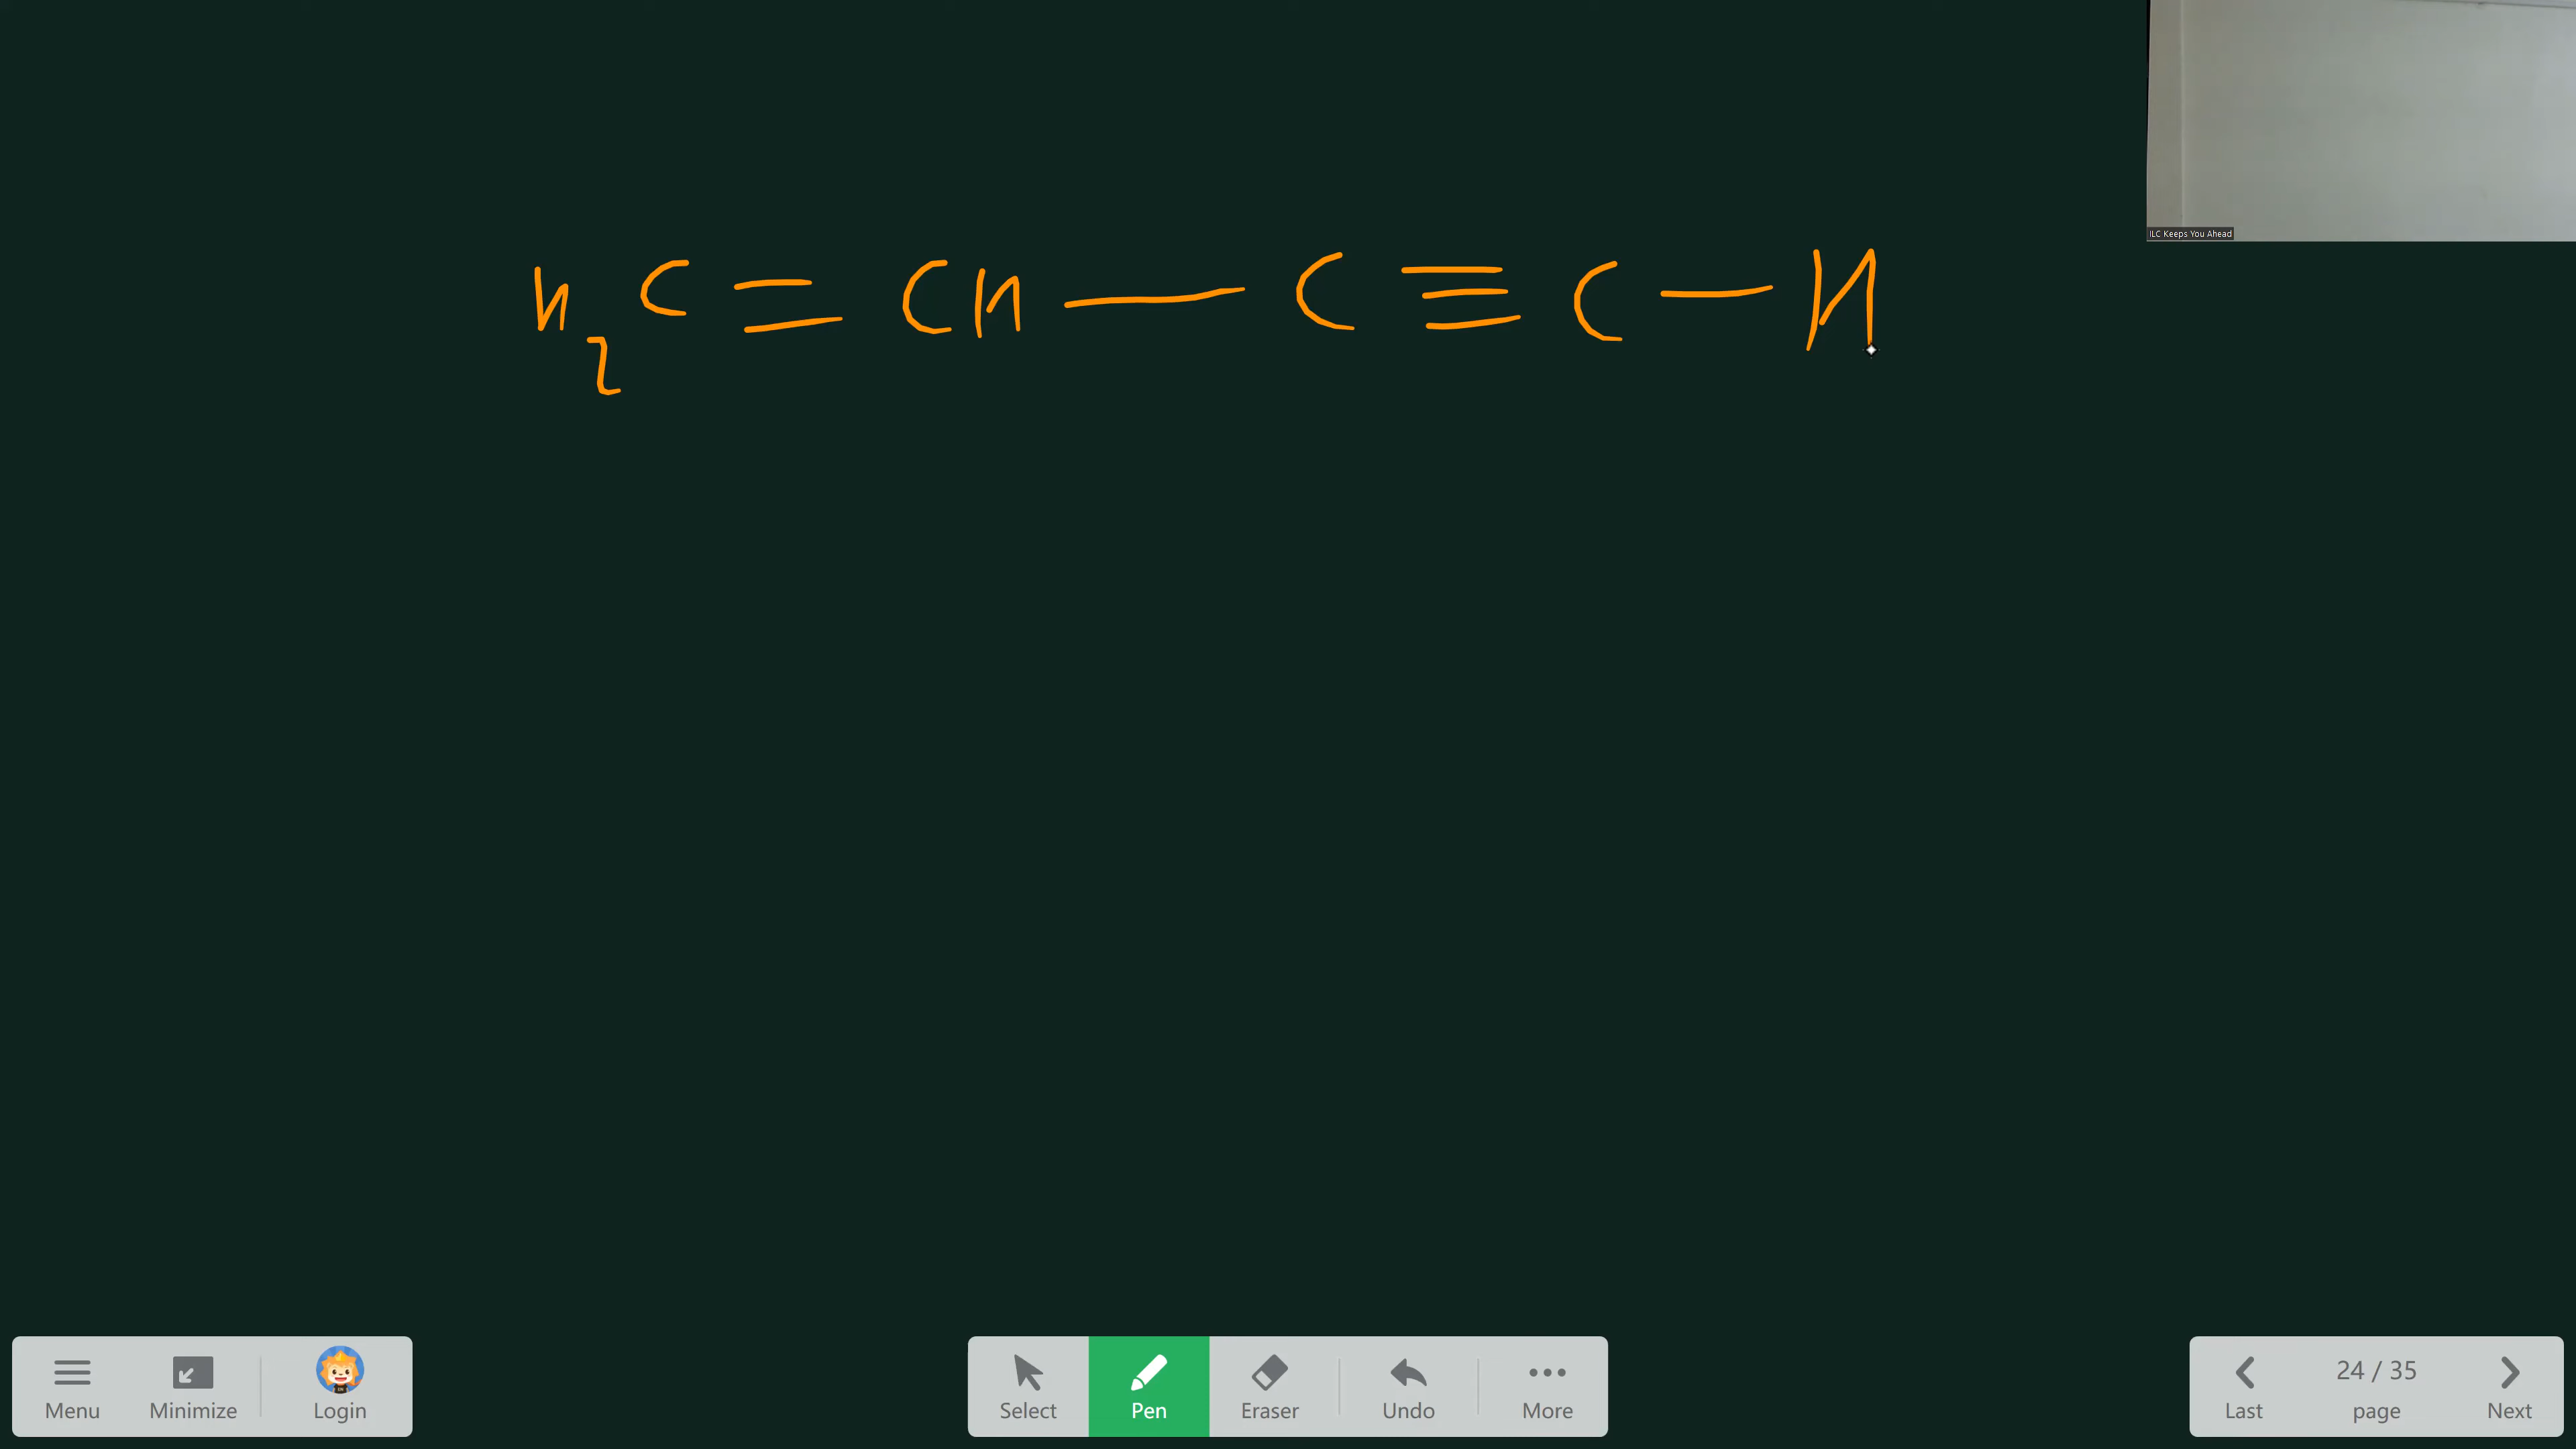 H2C = CH — C ≡ C — H
ILC Keeps You Ahead
Menu Minimize Login Select Pen Eraser Undo More Last 24 / 35 page Next